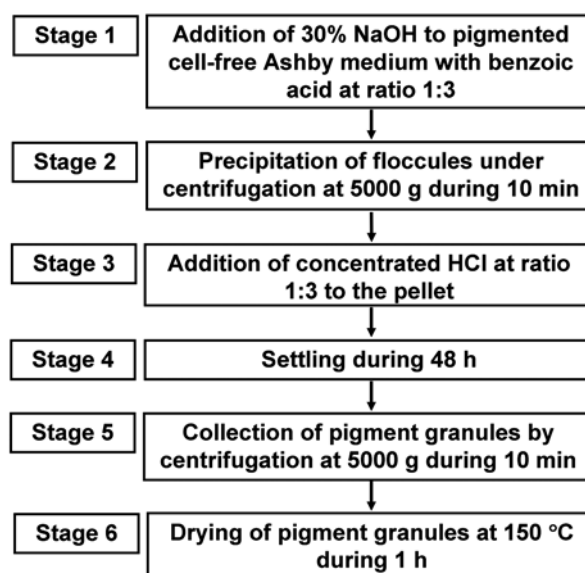 Stage 1
Addition of 30% NaOH to pigmented
cell-free Ashby medium with benzoic
acid at ratio 1:3
Stage 2
Precipitation of floccules under
centrifugation at 5000 g during 10 min
Stage 3
Addition of concentrated HCl at ratio
1:3 to the pellet
Stage 4
Settling during 48 h
Stage 5
Collection of pigment granules by
centrifugation at 5000 g during 10 min
Stage 6
Drying of pigment granules at 150 °C
during 1 h